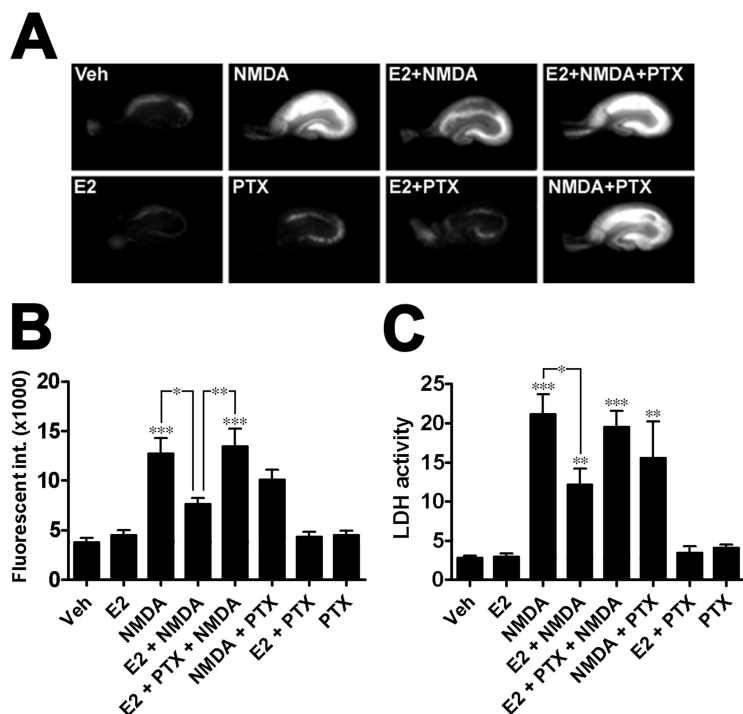 A
Veh NMDA E2+NMDA E2+NMDA+PTX
E2 PTX E2+PTX NMDA+PTX
B
Fluorescent int. (x1000)
20
15
10
5
0
* **
*** ***
Veh
E2
NMDA
E2 + NMDA
E2 + PTX + NMDA
NMDA + PTX
E2 + PTX
PTX
C
LDH activity
25
20
15
10
5
0
*
*** ** *** **
Veh
E2
NMDA
E2 + NMDA
E2 + PTX + NMDA
NMDA + PTX
E2 + PTX
PTX